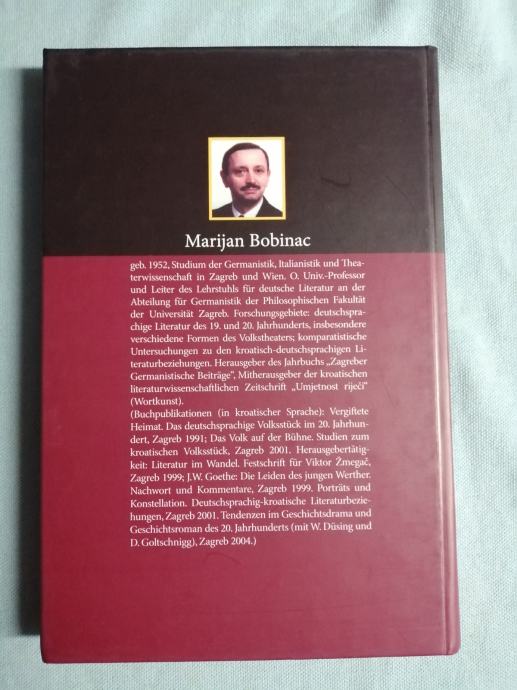 Marijan Bobinac
geb. 1952, Studium der Germanistik, Italianistik und Thea-
terwissenschaft in Zagreb und Wien. O. Univ.-Professor
und Leiter des Lehrstuhls für deutsche Literatur an der
Abteilung für Germanistik der Philosophischen Fakultät
der Universität Zagreb. Forschungsgebiete: deutschspra-
chige Literatur des 19. und 20. Jahrhunderts, insbesondere
verschiedene Formen des Volkstheaters; komparatistische
Untersuchungen zu den kroatisch-deutschsprachigen Li-
teraturbeziehungen. Herausgeber des Jahrbuchs „Zagreber
Germanistische Beiträge“, Mitherausgeber der kroatischen
literaturwissenschaftlichen Zeitschrift „Umjetnost riječi“
(Wortkunst).
(Buchpublikationen (in kroatischer Sprache): Vergiftete
Heimat. Das deutschsprachige Volksstück im 20. Jahrhun-
dert, Zagreb 1991; Das Volk auf der Bühne. Studien zum
kroatischen Volksstück, Zagreb 2001. Herausgebertätig-
keit: Literatur im Wandel. Festschrift für Viktor Žmegač,
Zagreb 1999; J.W. Goethe: Die Leiden des jungen Werther.
Nachwort und Kommentare, Zagreb 1999. Porträts und
Konstellation. Deutschsprachig-kroatische Literaturbezie-
hungen, Zagreb 2001. Tendenzen im Geschichtsdrama und
Geschichtsroman des 20. Jahrhunderts (mit W. Düsing und
D. Goltschnigg), Zagreb 2004.)